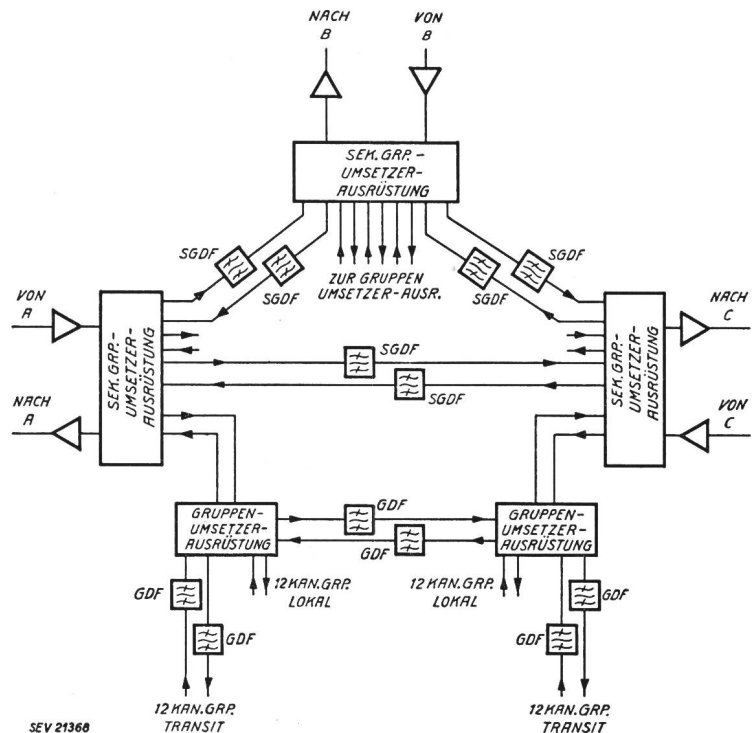 NACH
B
VON
B
SEK. GRP. -
UMSETZER-
AUSRÜSTUNG
SGDF
SGDF
ZUR GRUPPEN
UMSETZER-AUSR.
SGDF
SGDF
VON
A
NACH
A
SEK. GRP. -
UMSETZER-
AUSRÜSTUNG
SGDF
SGDF
SEK. GRP. -
UMSETZER-
AUSRÜSTUNG
NACH
C
VON
C
GRUPPEN-
UMSETZER-
AUSRÜSTUNG
GDF
GDF
GRUPPEN-
UMSETZER-
AUSRÜSTUNG
12 KAN. GRP.
LOKAL
12 KAN. GRP.
LOKAL
GDF
GDF
GDF
GDF
12 KAN. GRP.
TRANSIT
12 KAN. GRP.
TRANSIT
SEV 21368